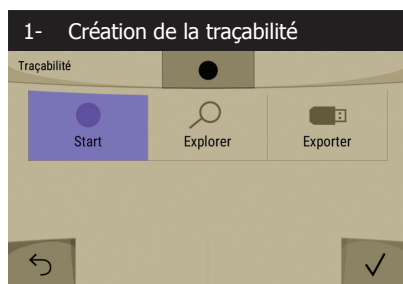 1- Création de la traçabilité
Traçabilité
Start
Explorer
Exporter